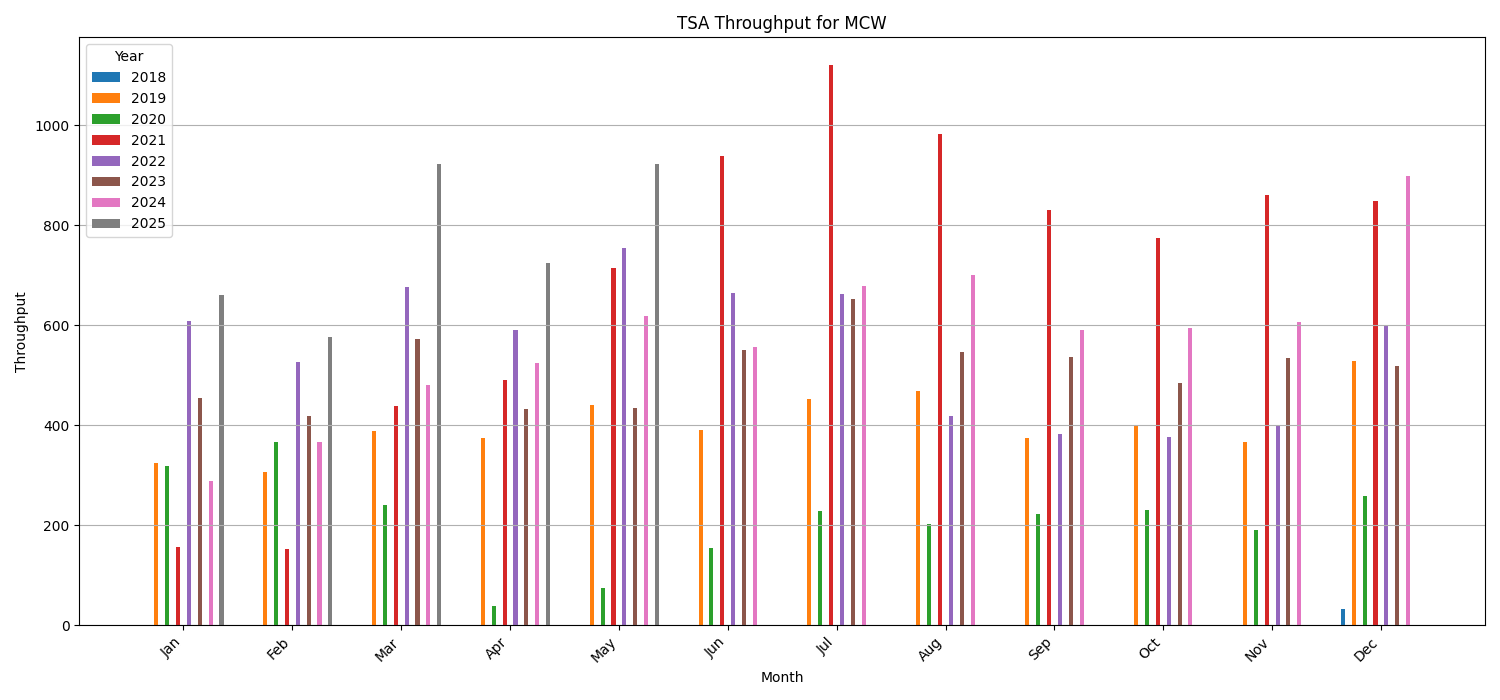 TSA Throughput for MCW
Year
2018
2019
2020
2021
2022
2023
2024
2025
1000
800
600
400
200
0
Throughput
Jan
Feb
Mar
Apr
May
Jun
Jul
Aug
Sep
Oct
Nov
Dec
Month